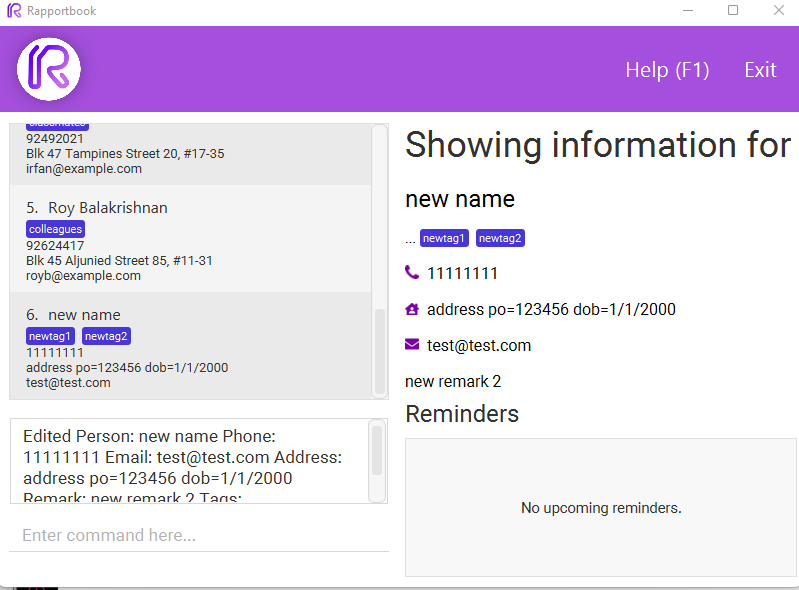 Rapportbook
Help (F1) Exit
92492021
Blk 47 Tampines Street 20, #17-35
irfan@example.com
5. Roy Balakrishnan
colleagues
92624417
Blk 45 Aljunied Street 85, #11-31
royb@example.com
6. new name
newtag1 newtag2
11111111
address po=123456 dob=1/1/2000
test@test.com
Edited Person: new name Phone:
11111111 Email: test@test.com Address:
address po=123456 dob=1/1/2000
Remark: new remark 2 Tags:
Enter command here...
Showing information for
new name
... newtag1 newtag2
11111111
address po=123456 dob=1/1/2000
test@test.com
new remark 2
Reminders
No upcoming reminders.